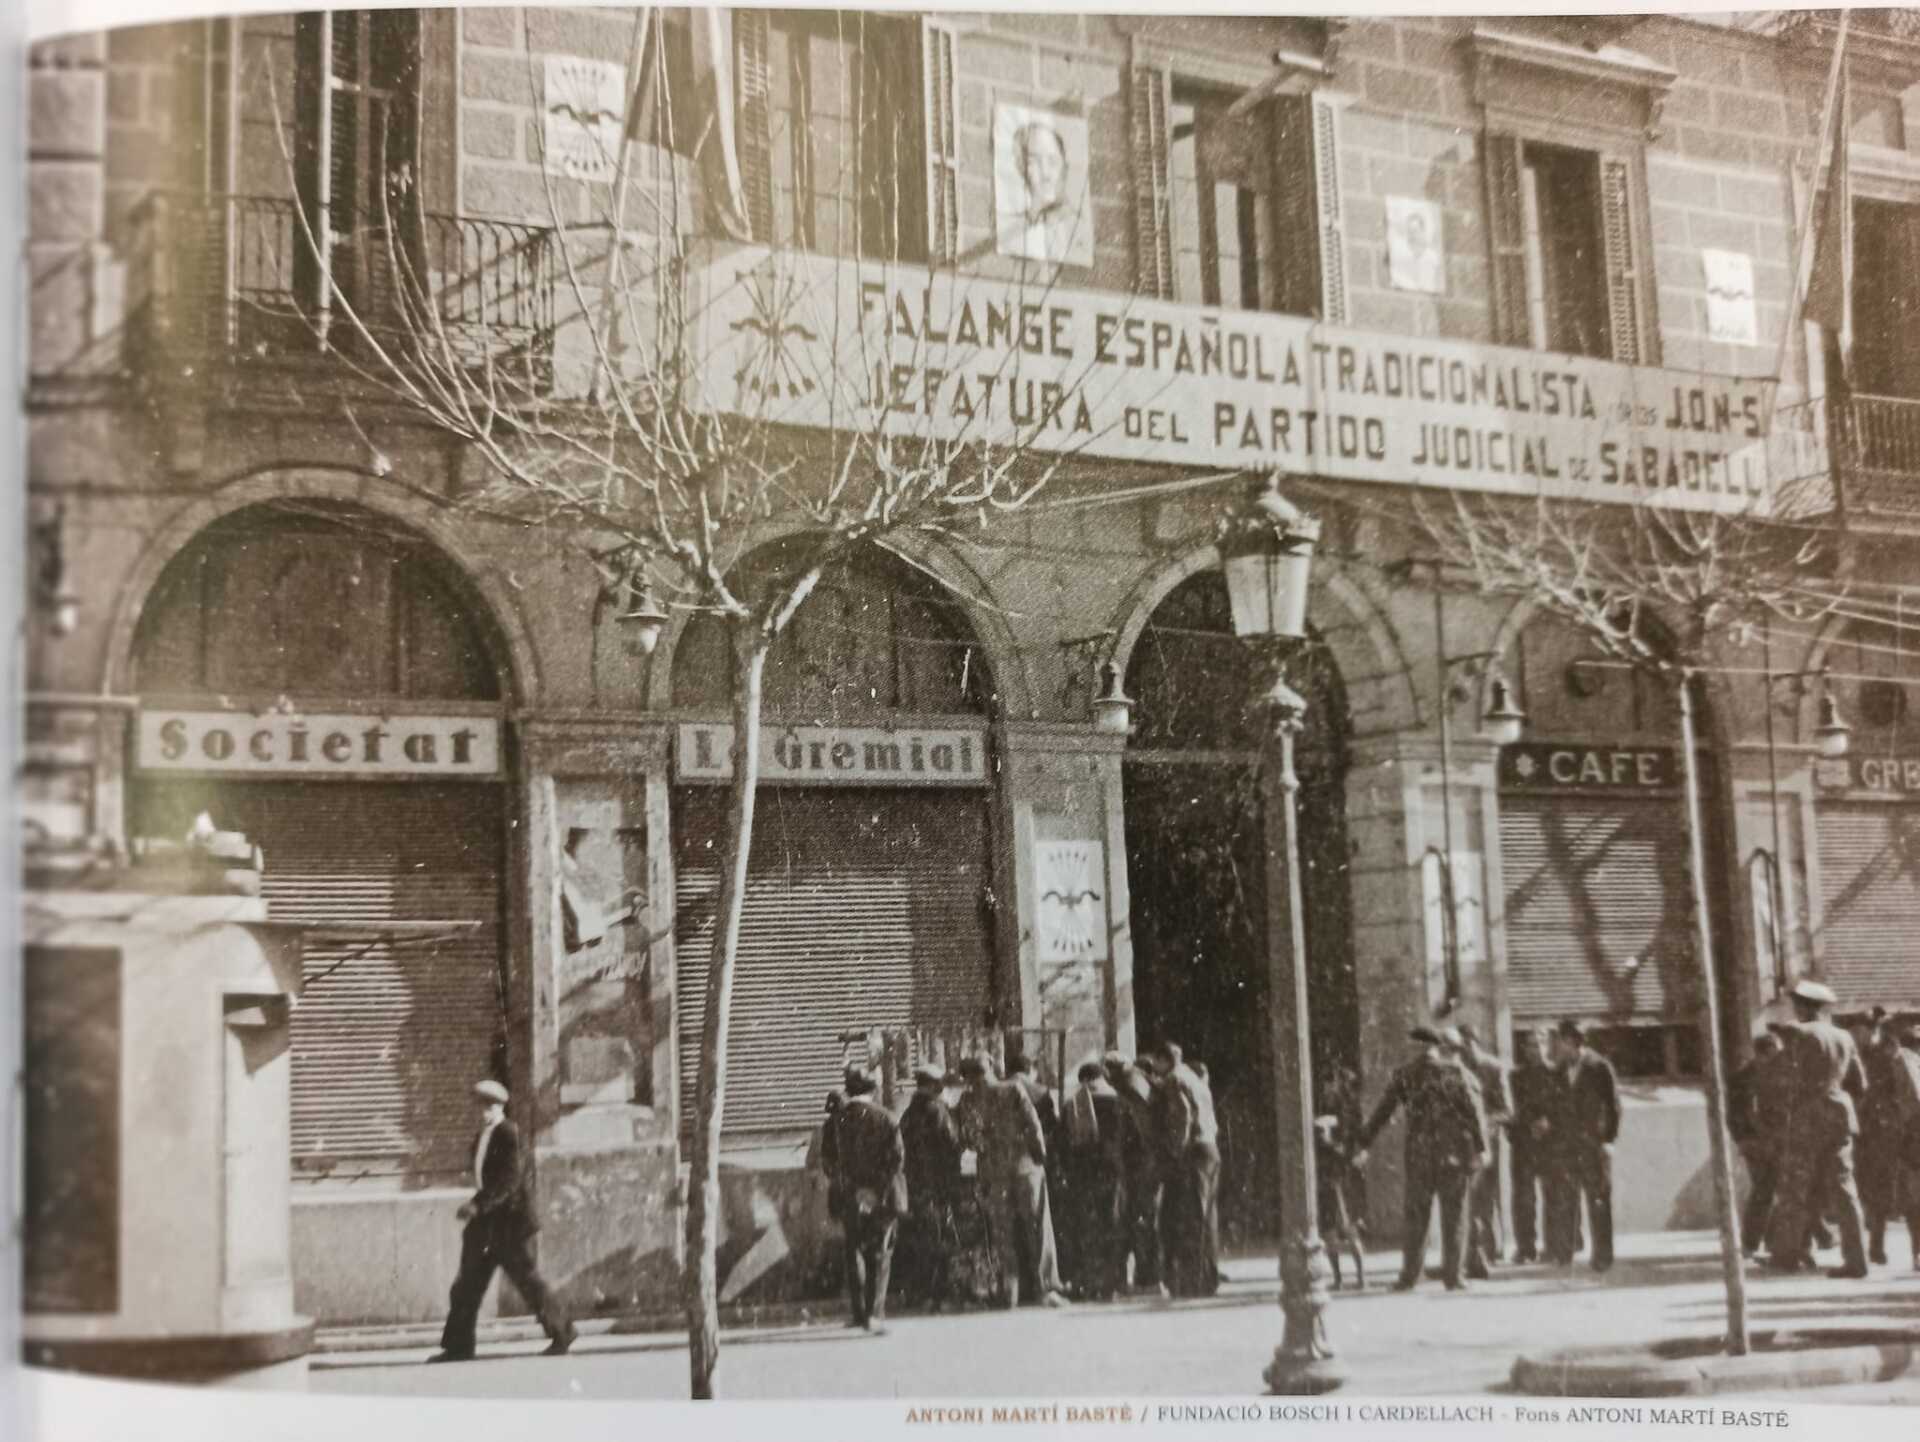 FALANGE ESPAÑOLA TRADICIONALISTA Y DE LAS J.O.N-S
JEFATURA DEL PARTIDO JUDICIAL DE SABADELL
Societat
La Gremial
CAFE
GRE
ANTONI MARTÍ BASTÉ / FUNDACIÓ BOSCH I CARDELLACH - Fons ANTONI MARTÍ BASTÉ